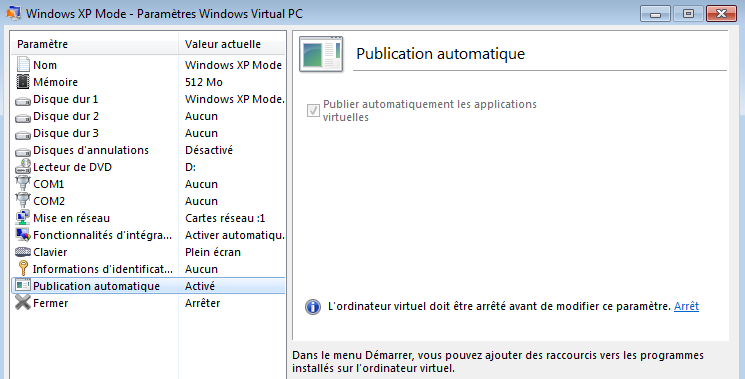 Windows XP Mode - Paramètres Windows Virtual PC
Paramètre Valeur actuelle
Nom Windows XP Mode
Mémoire 512 Mo
Disque dur 1 Windows XP Mode.
Disque dur 2 Aucun
Disque dur 3 Aucun
Disques d'annulations Désactivé
Lecteur de DVD D:
COM1 Aucun
COM2 Aucun
Mise en réseau Cartes réseau :1
Fonctionnalités d'intégra... Activer automatiqu.
Clavier Plein écran
Informations d'identificat... Aucun
Publication automatique Activé
Fermer Arrêter
Publication automatique
Publier automatiquement les applications
virtuelles
L'ordinateur virtuel doit être arrêté avant de modifier ce paramètre. Arrêt
Dans le menu Démarrer, vous pouvez ajouter des raccourcis vers les programmes
installés sur l'ordinateur virtuel.